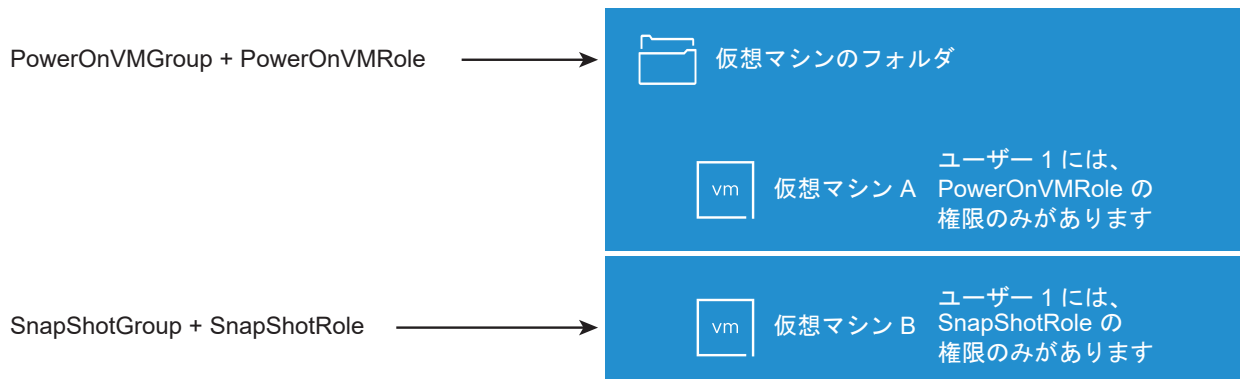 PowerOnVMGroup + PowerOnVMRole
仮想マシンのフォルダ
vm
仮想マシン A
ユーザー 1 には、
PowerOnVMRole の
権限のみがあります
SnapShotGroup + SnapShotRole
vm
仮想マシン B
ユーザー 1 には、
SnapShotRole の
権限のみがあります